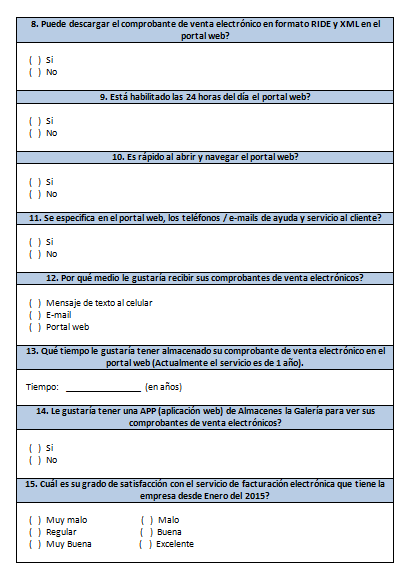 8. Puede descargar el comprobante de venta electrónico en formato RIDE y XML en el
portal web?
( ) Sí
( ) No
9. Está habilitado las 24 horas del día el portal web?
( ) Si
( ) No
10. Es rápido al abrir y navegar el portal web?
( ) Sí
( ) No
11. Se especifica en el portal web, los teléfonos / e-mails de ayuda y servicio al cliente?
( ) Sí
( ) No
12. Por qué medio le gustaría recibir sus comprobantes de venta electrónicos?
( ) Mensaje de texto al celular
( ) E-mail
( ) Portal web
13. Qué tiempo le gustaría tener almacenado su comprobante de venta electrónico en el
portal web (Actualmente el servicio es de 1 año).
Tiempo: ________________ (en años)
14. Le gustaría tener una APP (aplicación web) de Almacenes la Galería para ver sus
comprobantes de venta electrónicos?
( ) Sí
( ) No
15. Cuál es su grado de satisfacción con el servicio de facturación electrónica que tiene la
empresa desde Enero del 2015?
( ) Muy malo ( ) Malo
( ) Regular ( ) Buena
( ) Muy Buena ( ) Excelente